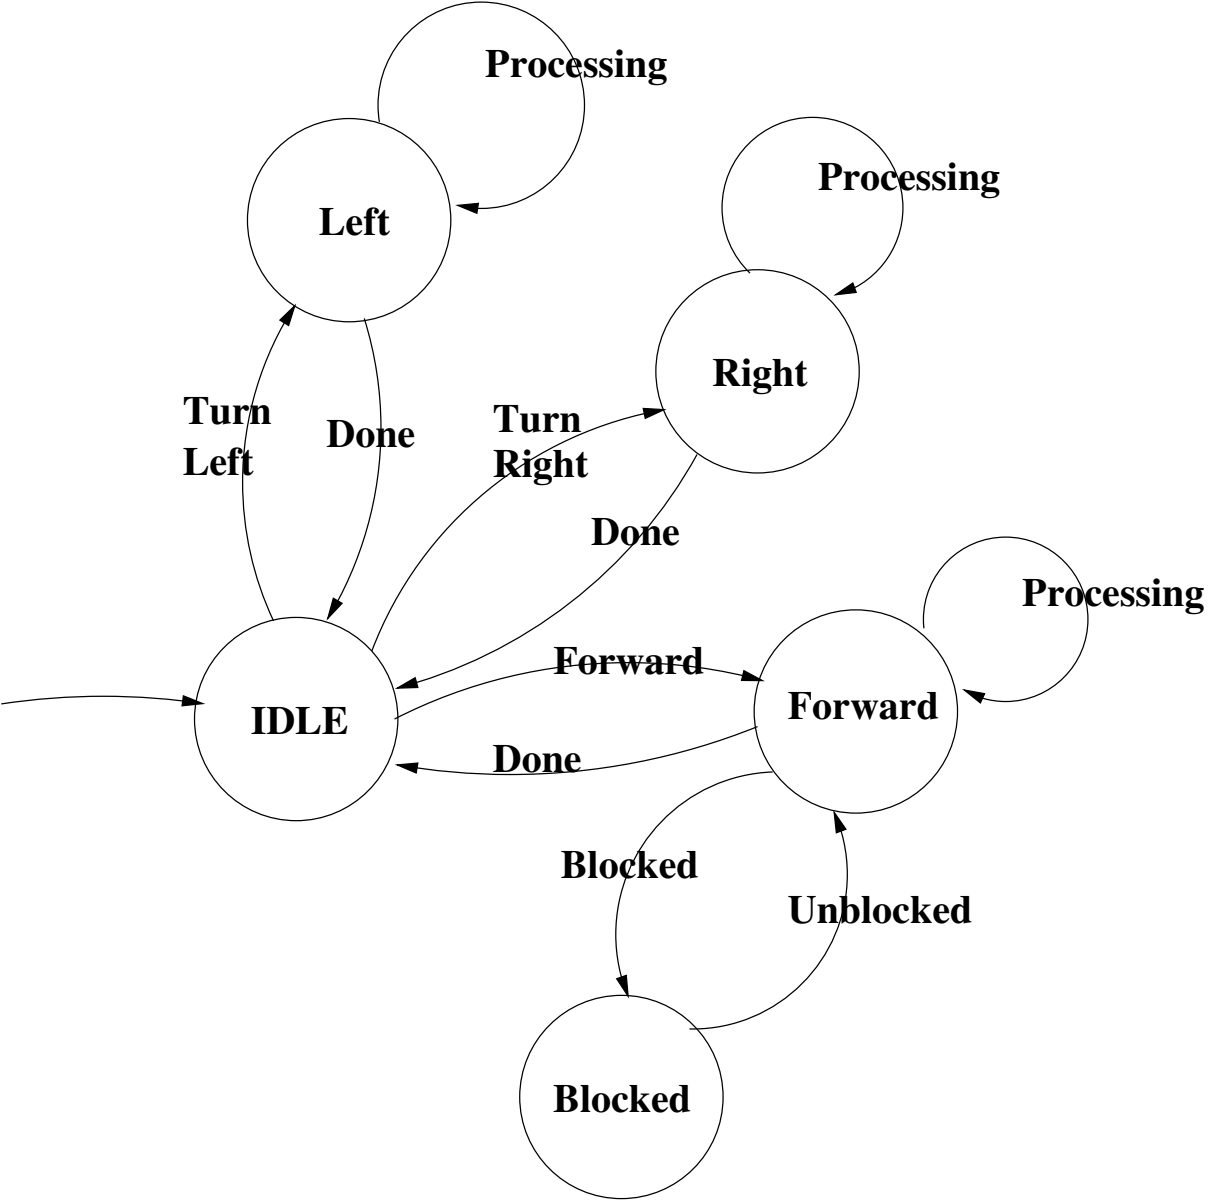 Processing
Processing
Left
Right
Turn
Left
Done
Turn
Right
Done
Processing
Forward
Forward
IDLE
Done
Blocked
Unblocked
Blocked